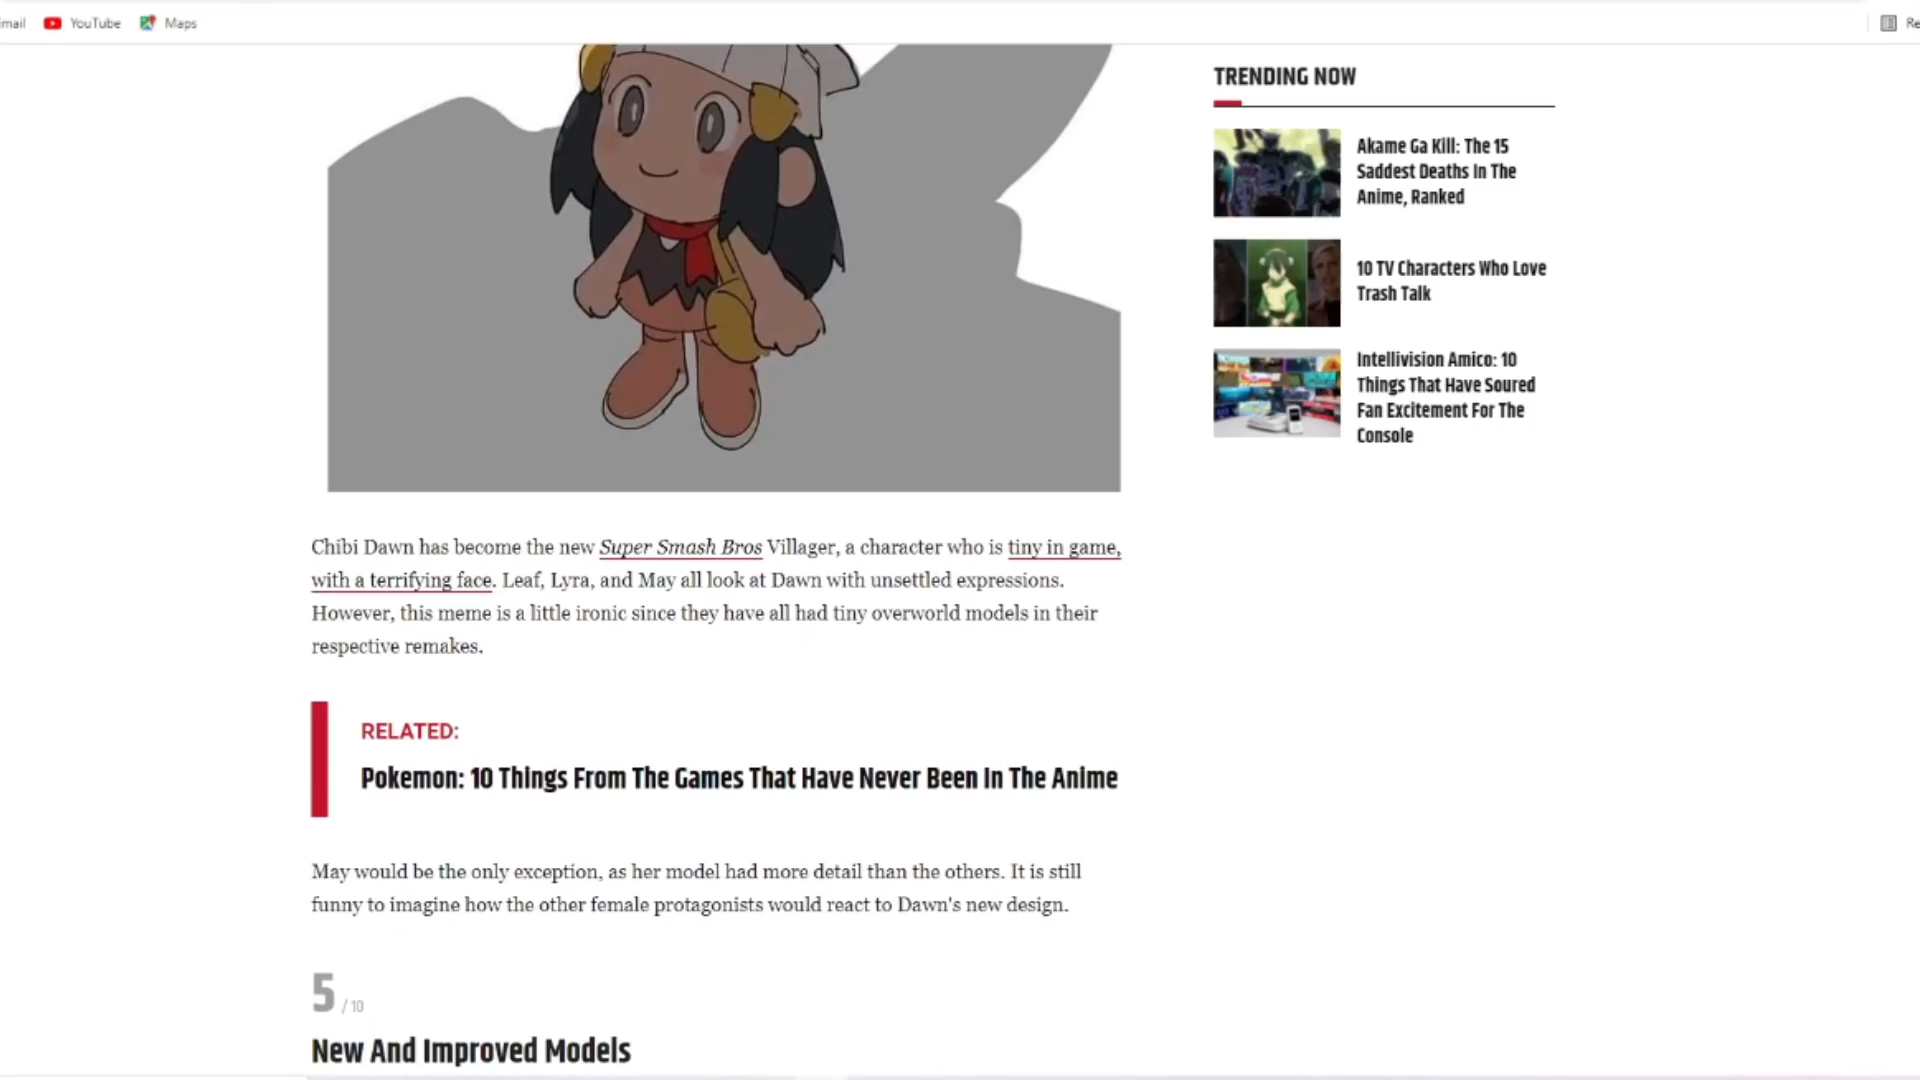 YouTube
Maps
TRENDING NOW
Akame Ga Kill: The 15
Saddest Deaths In The
Anime, Ranked
10 TV Characters Who Love
Trash Talk
Intellivision Amico: 10
Things That Have Soured
Fan Excitement For The
Console
Chibi Dawn has become the new Super Smash Bros Villager, a character who is tiny in game,
with a terrifying face. Leaf, Lyra, and May all look at Dawn with unsettled expressions.
However, this meme is a little ironic since they have all had tiny overworld models in their
respective remakes.
RELATED:
Pokemon: 10 Things From The Games That Have Never Been In The Anime
May would be the only exception, as her model had more detail than the others. It is still
funny to imagine how the other female protagonists would react to Dawn's new design.
5 / 10
New And Improved Models